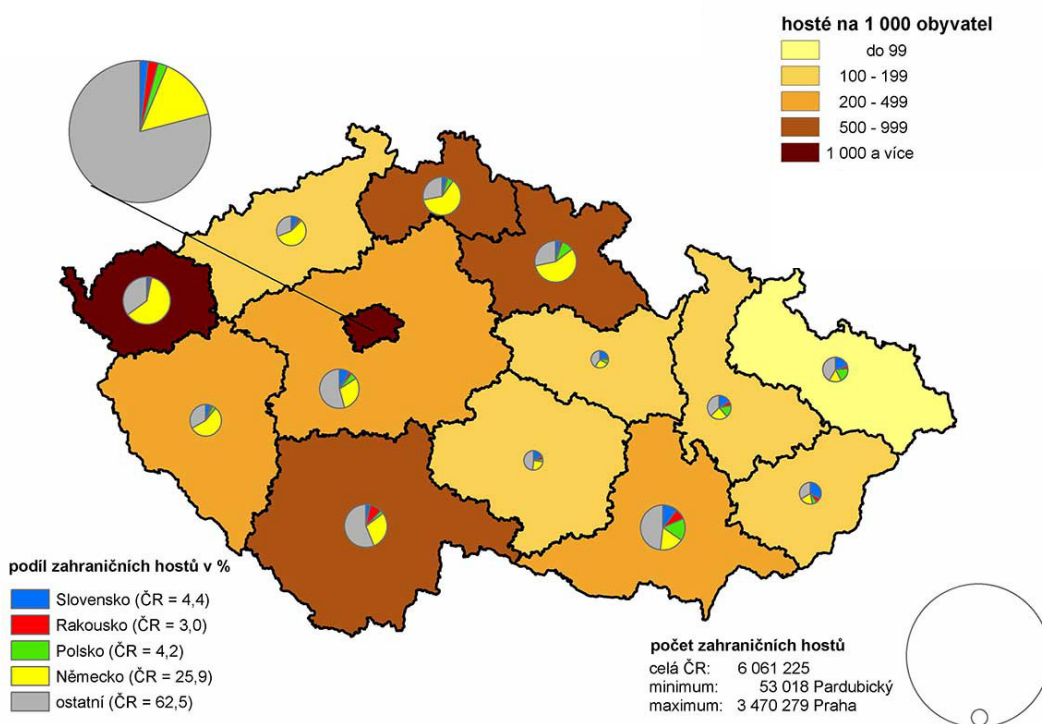 hosté na 1 000 obyvatel
do 99
100 - 199
200 - 499
500 - 999
1 000 a více
podíl zahraničních hostů v %
Slovensko (ČR = 4,4)
Rakousko (ČR = 3,0)
Polsko (ČR = 4,2)
Německo (ČR = 25,9)
ostatní (ČR = 62,5)
počet zahraničních hostů
celá ČR: 6 061 225
minimum: 53 018 Pardubický
maximum: 3 470 279 Praha